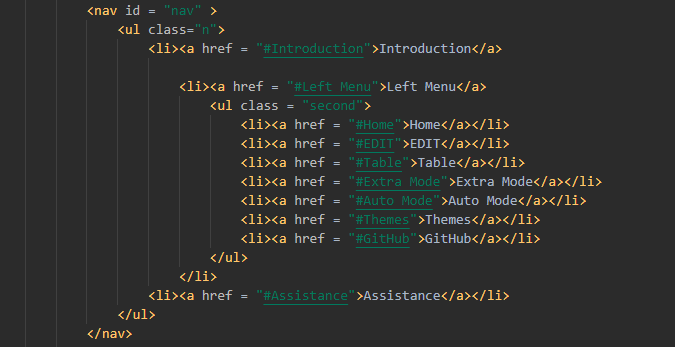 <nav id = "nav" >
<ul class="n">
<li><a href = "#Introduction">Introduction</a>
<li><a href = "#Left Menu">Left Menu</a>
<ul class = "second">
<li><a href = "#Home">Home</a></li>
<li><a href = "#EDIT">EDIT</a></li>
<li><a href = "#Table">Table</a></li>
<li><a href = "#Extra Mode">Extra Mode</a></li>
<li><a href = "#Auto Mode">Auto Mode</a></li>
<li><a href = "#Themes">Themes</a></li>
<li><a href = "#GitHub">GitHub</a></li>
</ul>
</li>
<li><a href = "#Assistance">Assistance</a></li>
</ul>
</nav>